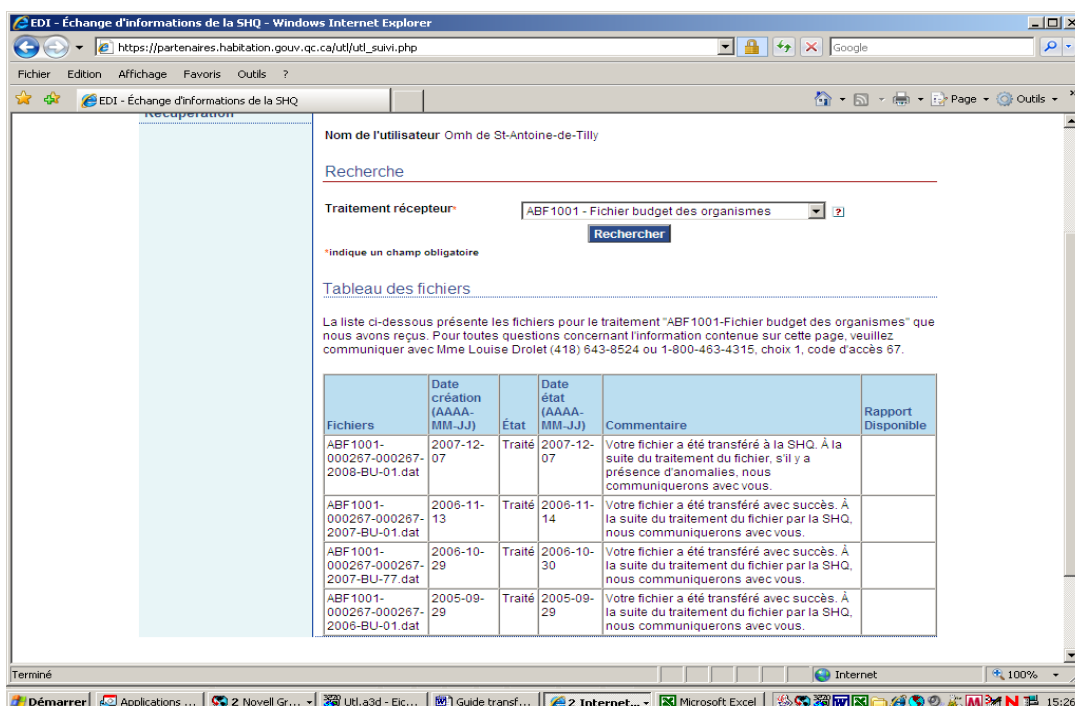 EDI - Échange d'informations de la SHQ - Windows Internet Explorer
https://partenaires.habitation.gouv.qc.ca/utl/utl_suivi.php
Google
Fichier Edition Affichage Favoris Outils ?
EDI - Échange d'informations de la SHQ
Page Outils
Récupération
Nom de l'utilisateur Omh de St-Antoine-de-Tilly
Recherche
Traitement récepteur* ABF1001 - Fichier budget des organismes ?
Rechercher
*indique un champ obligatoire
Tableau des fichiers
La liste ci-dessous présente les fichiers pour le traitement "ABF1001-Fichier budget des organismes" que
nous avons reçus. Pour toutes questions concernant l'information contenue sur cette page, veuillez
communiquer avec Mme Louise Drolet (418) 643-8524 ou 1-800-463-4315, choix 1, code d'accès 67.
Fichiers
Date
création
(AAAA-
MM-JJ)
État
Date
état
(AAAA-
MM-JJ)
Commentaire
Rapport
Disponible
ABF1001-
000267-000267-
2008-BU-01.dat
2007-12-
07
Traité
2007-12-
07
Votre fichier a été transféré à la SHQ. À la
suite du traitement du fichier, s'il y a
présence d'anomalies, nous
communiquerons avec vous.
ABF1001-
000267-000267-
2007-BU-01.dat
2006-11-
13
Traité
2006-11-
14
Votre fichier a été transféré avec succès. À
la suite du traitement du fichier par la SHQ,
nous communiquerons avec vous.
ABF1001-
000267-000267-
2007-BU-77.dat
2006-10-
29
Traité
2006-10-
30
Votre fichier a été transféré avec succès. À
la suite du traitement du fichier par la SHQ,
nous communiquerons avec vous.
ABF1001-
000267-000267-
2006-BU-01.dat
2005-09-
29
Traité
2005-09-
29
Votre fichier a été transféré avec succès. À
la suite du traitement du fichier par la SHQ,
nous communiquerons avec vous.
Terminé Internet 100%
Démarrer Applications ... 2 Novell Gr... Utl.a3d - Eic... Guide transf... 2 Internet... Microsoft Excel 15:26